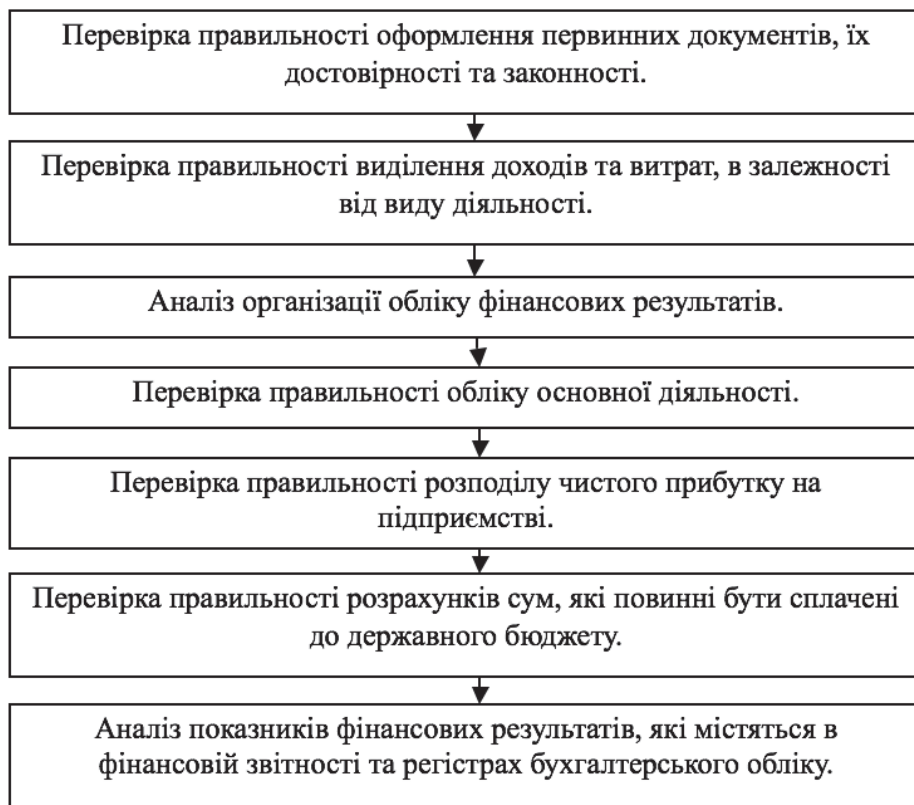 Перевірка правильності оформлення первинних документів, їх
достовірності та законності.
Перевірка правильності виділення доходів та витрат, в залежності
від виду діяльності.
Аналіз організації обліку фінансових результатів.
Перевірка правильності обліку основної діяльності.
Перевірка правильності розподілу чистого прибутку на
підприємстві.
Перевірка правильності розрахунків сум, які повинні бути сплачені
до державного бюджету.
Аналіз показників фінансових результатів, які містяться в
фінансовій звітності та регістрах бухгалтерського обліку.